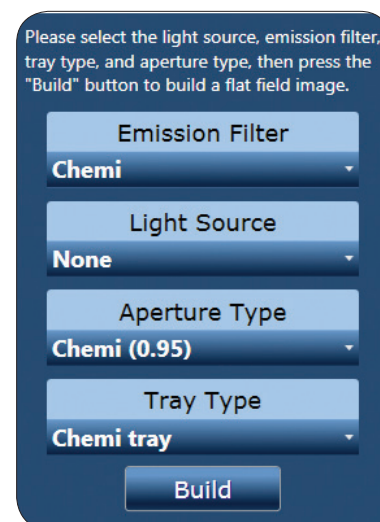 Please select the light source, emission filter,
tray type, and aperture type, then press the
"Build" button to build a flat field image.
Emission Filter
Chemi
Light Source
None
Aperture Type
Chemi (0.95)
Tray Type
Chemi tray
Build